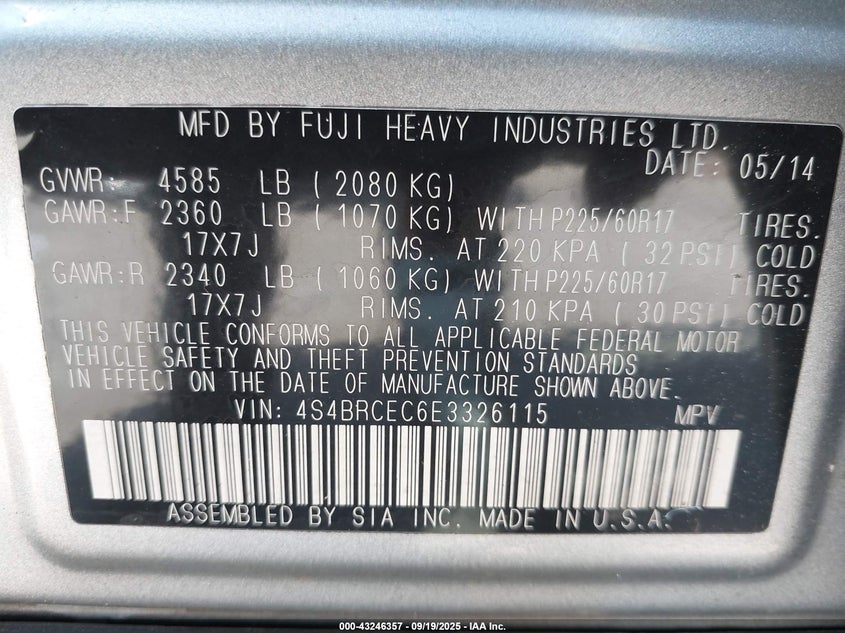 MFD BY FUJI HEAVY INDUSTRIES LTD.
DATE: 05/14
GVWR: 4585 LB ( 2080 KG)
GAWR:F 2360 LB ( 1070 KG) WITH P225/60R17 TIRES.
17X7J RIMS. AT 220 KPA ( 32 PSI) COLD
GAWR:R 2340 LB ( 1060 KG) WITH P225/60R17 TIRES.
17X7J RIMS. AT 210 KPA ( 30 PSI) COLD
THIS VEHICLE CONFORMS TO ALL APPLICABLE FEDERAL MOTOR
VEHICLE SAFETY AND THEFT PREVENTION STANDARDS
IN EFFECT ON THE DATE OF MANUFACTURE SHOWN ABOVE.
VIN: 4S4BRCEC6E3326115 MPV
ASSEMBLED BY SIA INC. MADE IN U.S.A.
000-43246357 - 09/19/2025 - IAA Inc.